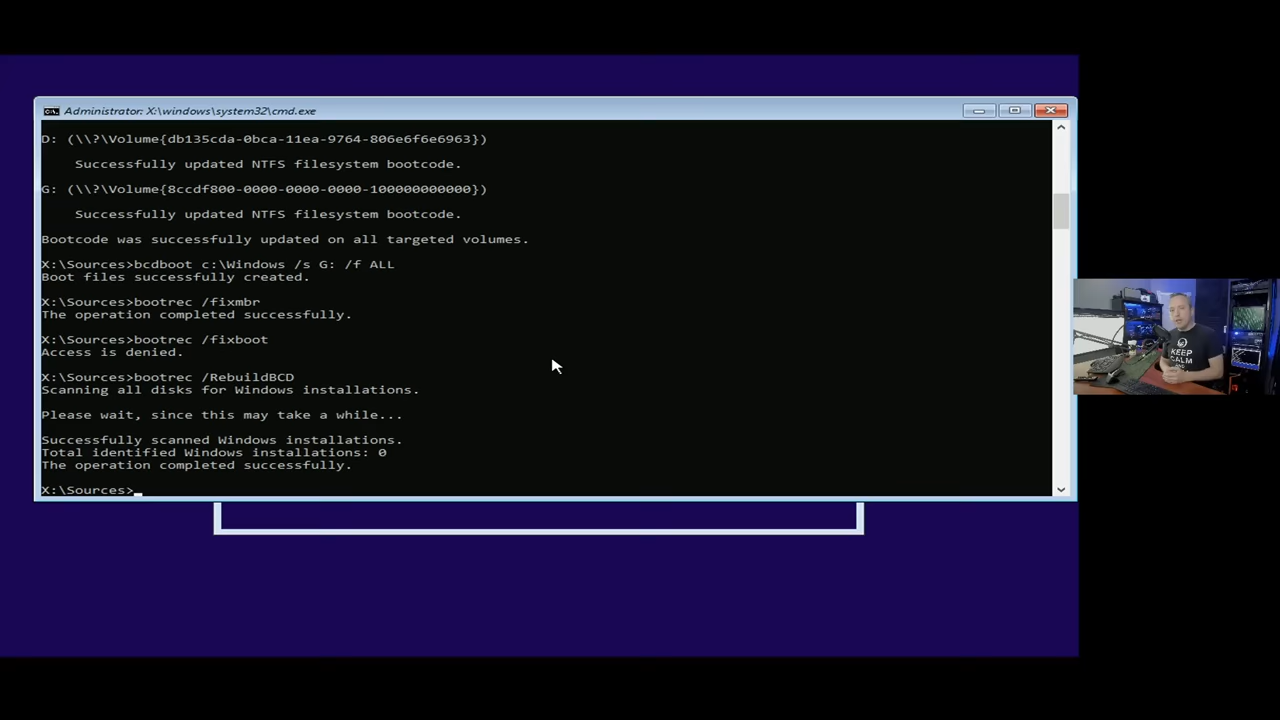 Administrator: X:\windows\system32\cmd.exe
D: (\\?\Volume{db135cda-0bca-11ea-9764-806e6f6e6963})
Successfully updated NTFS filesystem bootcode.
G: (\\?\Volume{8ccdf800-0000-0000-0000-100000000000})
Successfully updated NTFS filesystem bootcode.
Bootcode was successfully updated on all targeted volumes.
X:\Sources>bcdboot c:\Windows /s G: /f ALL
Boot files successfully created.
X:\Sources>bootrec /fixmbr
The operation completed successfully.
X:\Sources>bootrec /fixboot
Access is denied.
X:\Sources>bootrec /RebuildBCD
Scanning all disks for Windows installations.
Please wait, since this may take a while...
Successfully scanned Windows installations.
Total identified Windows installations: 0
The operation completed successfully.
X:\Sources>
KEEP
CALM